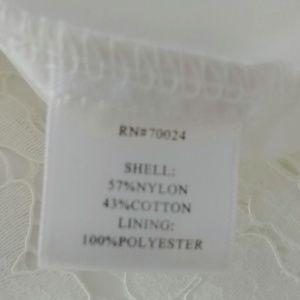 RN#70024
SHELL:
57%NYLON
43%COTTON
LINING:
100%POLYESTER